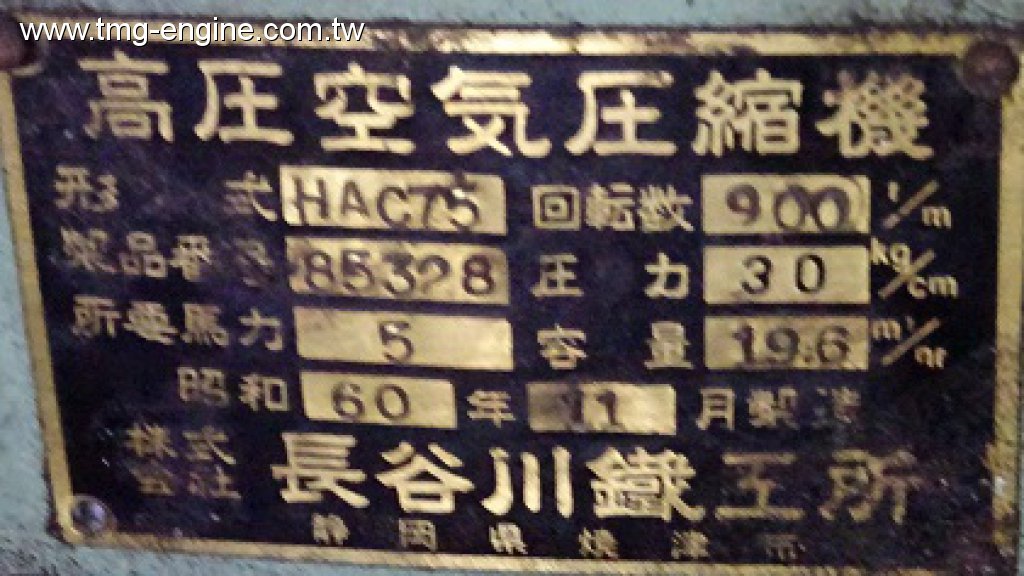 www.tmg-engine.com.tw
高圧空気圧縮機
形式 HAC75 回転数 900 r/m
製品番号 85328 圧力 30 kg/cm
所要馬力 5 容量 19.6 m³/hr
昭和 60 年 11 月製造
株式会社 長谷川鐵工所
静岡県焼津市